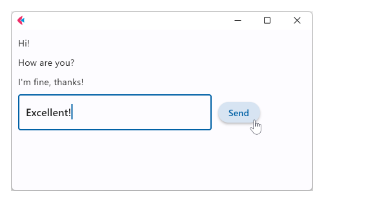 Hi!
How are you?
I'm fine, thanks!
Excellent!
Send